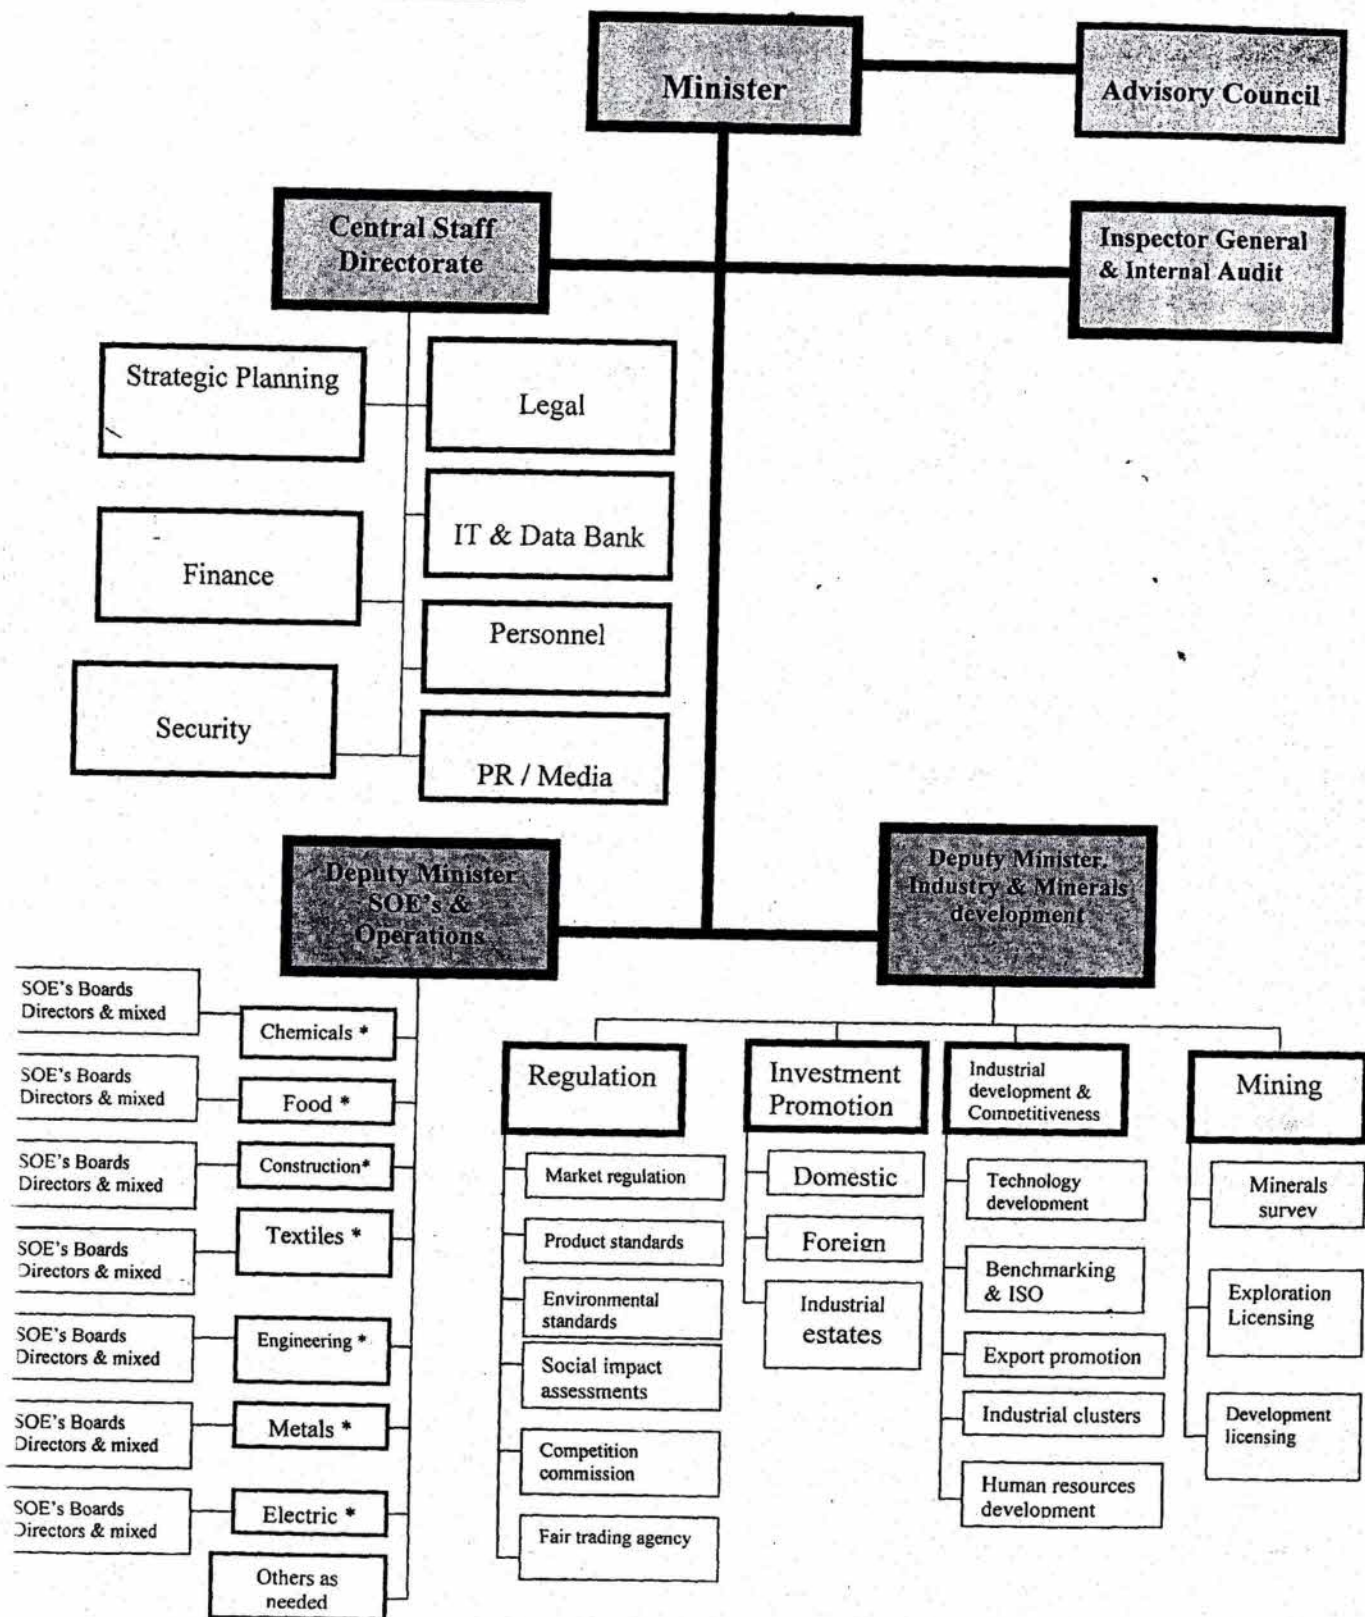 Minister
Advisory Council
Central Staff
Directorate
Inspector General
& Internal Audit
Strategic Planning
Legal
IT & Data Bank
Finance
Personnel
Security
PR / Media
Deputy Minister
SOE's &
Operations
Deputy Minister,
Industry & Minerals
development
SOE's Boards
Directors & mixed
Chemicals *
SOE's Boards
Directors & mixed
Food *
SOE's Boards
Directors & mixed
Construction*
SOE's Boards
Directors & mixed
Textiles *
SOE's Boards
Directors & mixed
Engineering *
SOE's Boards
Directors & mixed
Metals *
SOE's Boards
Directors & mixed
Electric *
Others as
needed
Regulation
Market regulation
Product standards
Environmental
standards
Social impact
assessments
Competition
commission
Fair trading agency
Investment
Promotion
Domestic
Foreign
Industrial
estates
Industrial
development &
Competitiveness
Technology
development
Benchmarking
& ISO
Export promotion
Industrial clusters
Human resources
development
Mining
Minerals
survey
Exploration
Licensing
Development
licensing